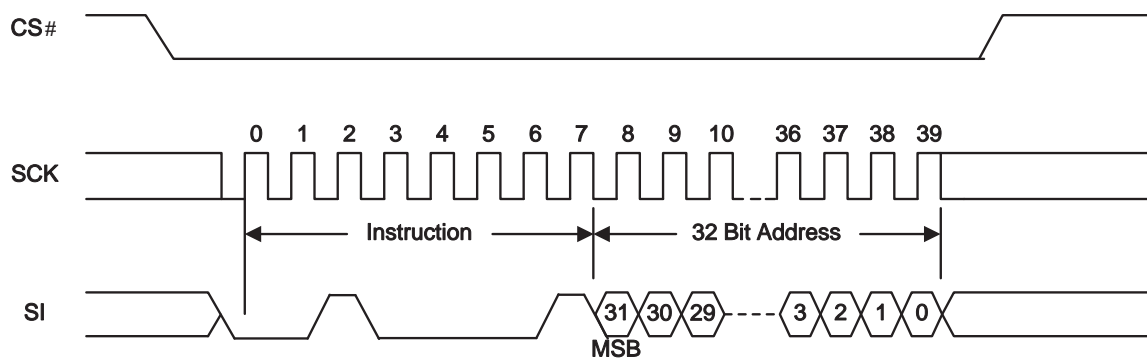 CS#
0 1 2 3 4 5 6 7 8 9 10 36 37 38 39
SCK
Instruction 32 Bit Address
SI 31 30 29 3 2 1 0
MSB